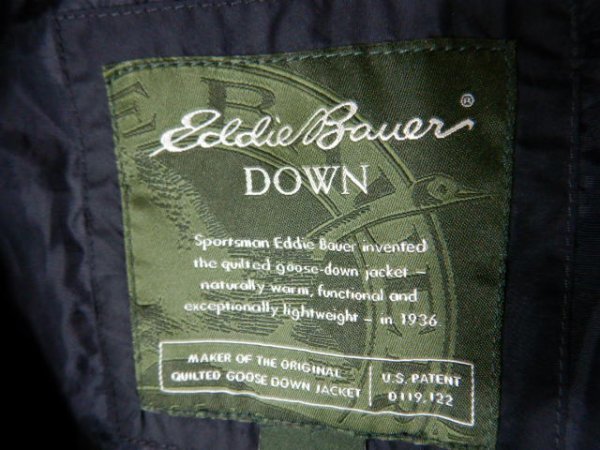 Eddie Bauer ®
DOWN
Sportsman Eddie Bauer invented
the quilted goose-down jacket –
naturally warm, functional and
exceptionally lightweight – in 1936.
MAKER OF THE ORIGINAL
QUILTED GOOSE DOWN JACKET
U.S. PATENT
D119,122